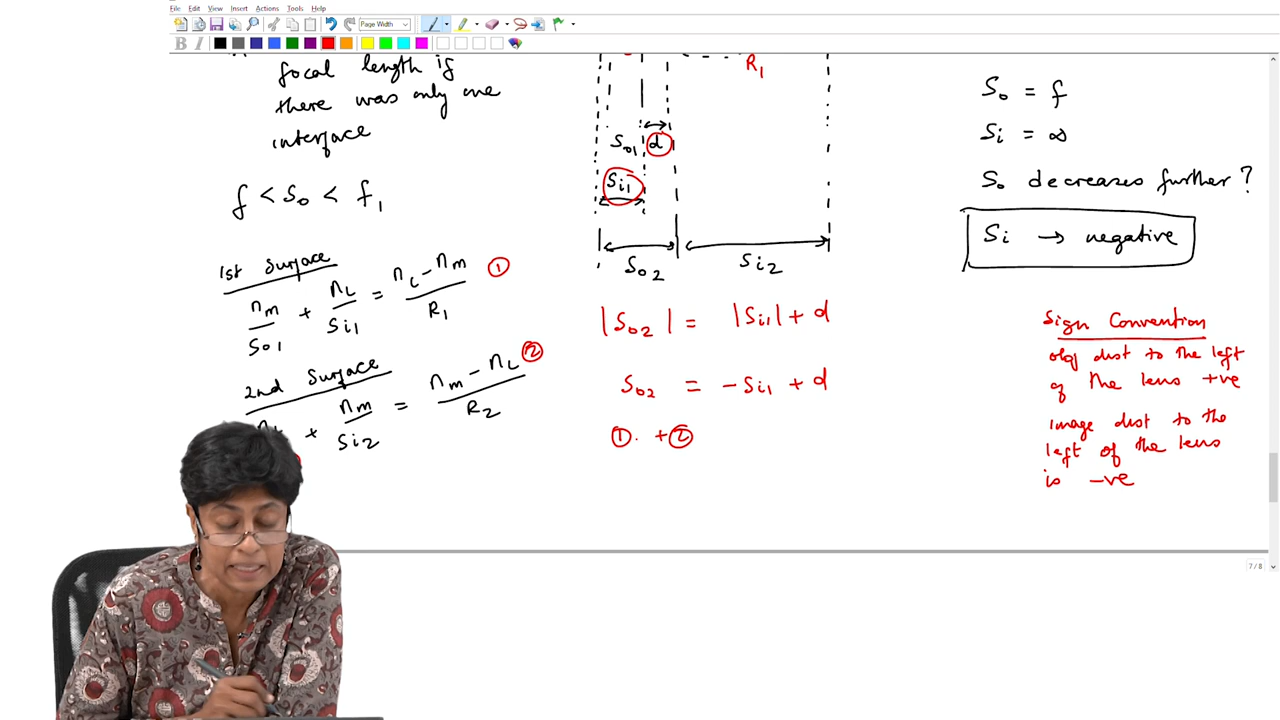 File Edit View Insert Actions Tools Help
Page Width
B
focal length if
there was only one
interface
f < So < f1
1st Surface
nm/So1 + nL/Si1 = (nL - nm)/R1 ①
2nd Surface
+ nm/Si2 = (nm - nL)/R2 ②
R1
So1 d
Si1
So2 Si2
|So2| = |Si1| + d
So2 = -Si1 + d
①. + ②
So = f
Si = ∞
So decreases further?
Si → negative
Sign Convention
obj dist to the left
of the lens +ve
image dist to the
left of the lens
is -ve
7/8